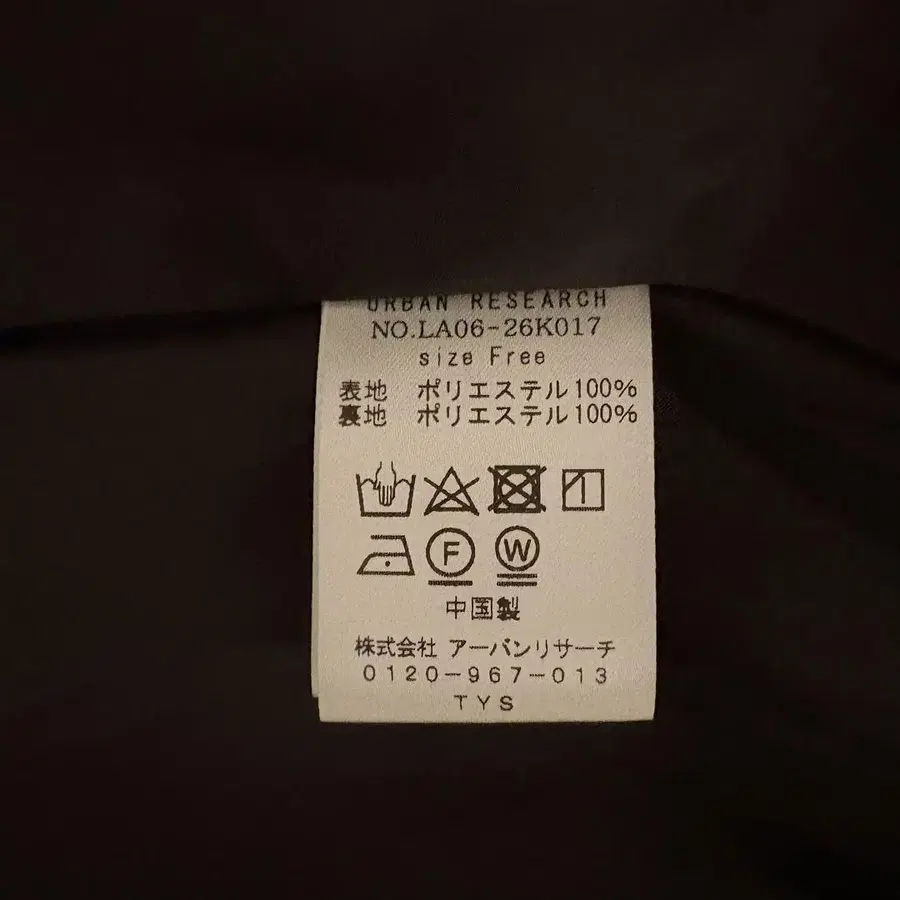 URBAN RESEARCH
NO.LA06-26K017
size Free
表地 ポリエステル100%
裏地 ポリエステル100%
F W
中国製
株式会社 アーバンリサーチ
0120-967-013
TYS